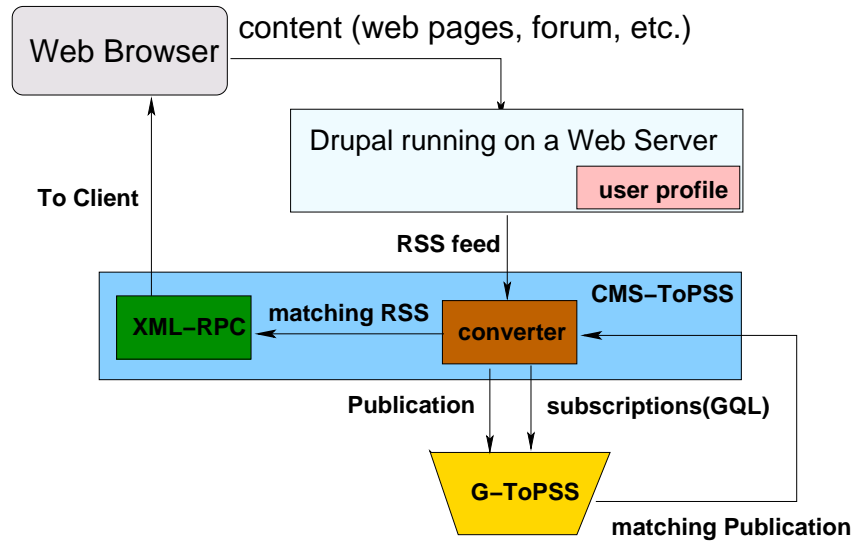 content (web pages, forum, etc.)
Web Browser
Drupal running on a Web Server
user profile
To Client
RSS feed
CMS−ToPSS
matching RSS
XML−RPC
converter
Publication
subscriptions(GQL)
G−ToPSS
matching Publication